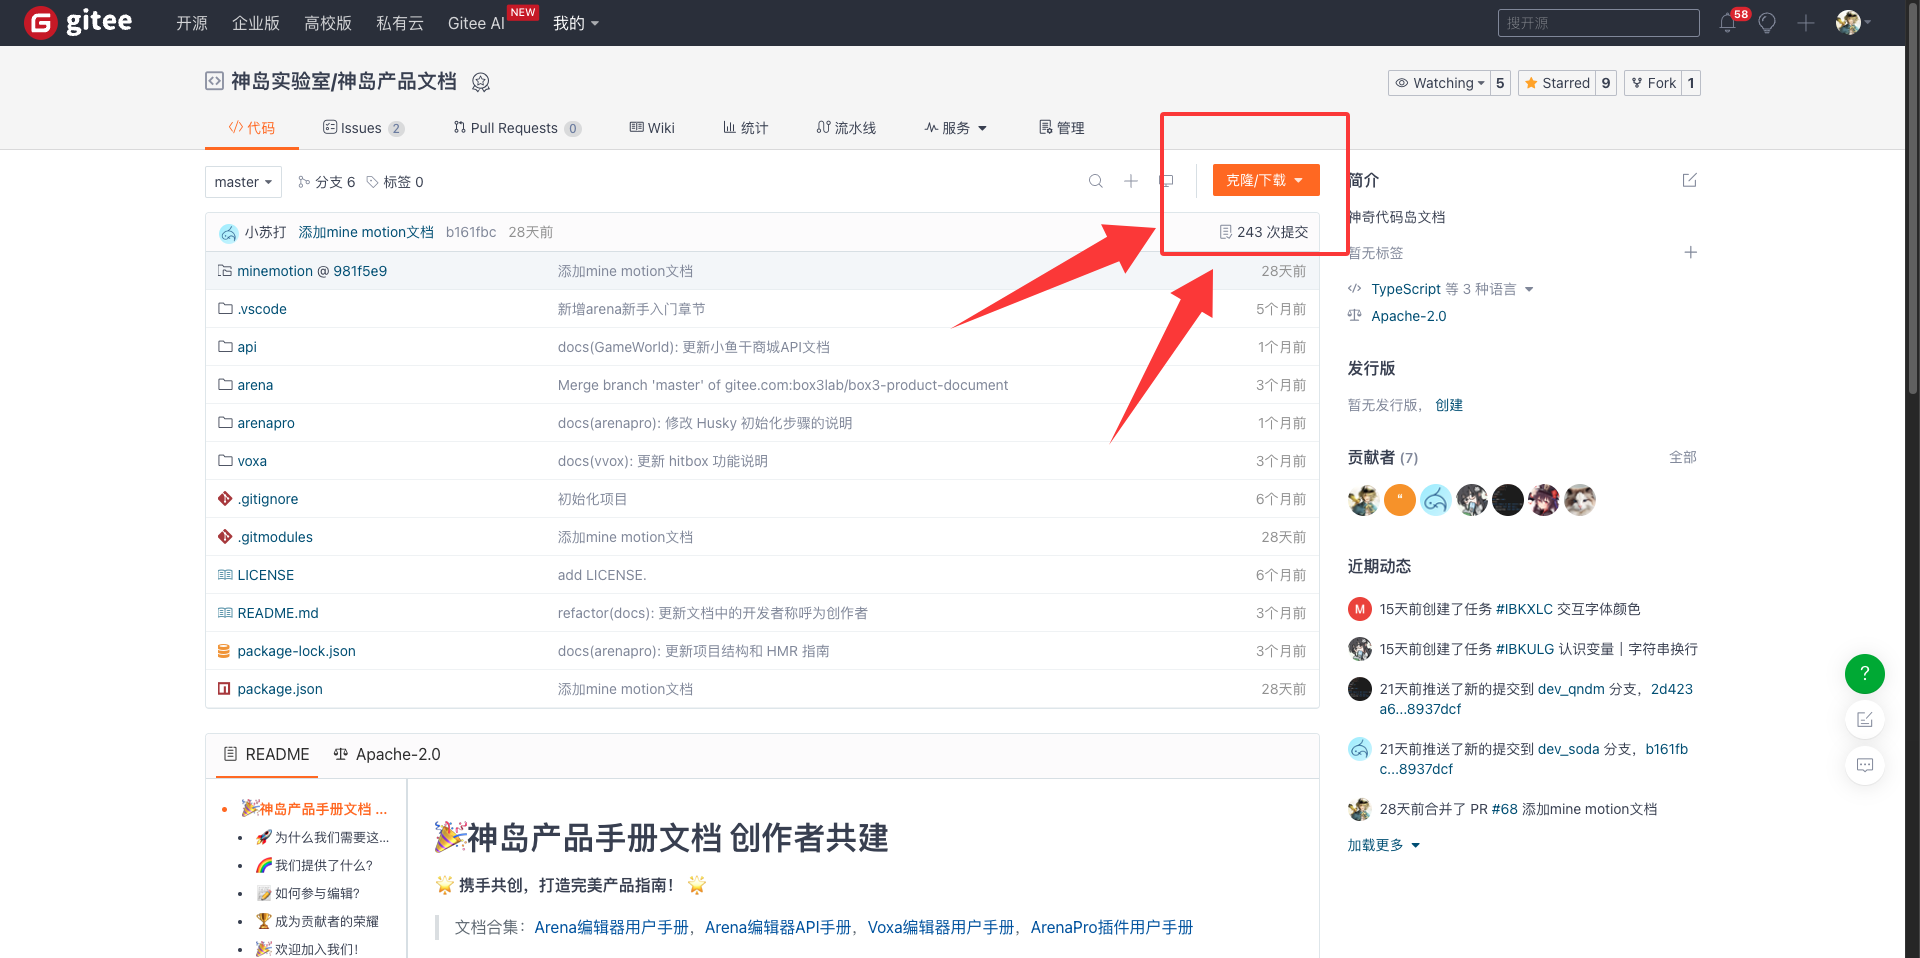 gitee 开源 企业版 高校版 私有云 Gitee AI NEW 我的 搜开源 58
神岛实验室/神岛产品文档 Watching 5 Starred 9 Fork 1
代码 Issues 2 Pull Requests 0 Wiki 统计 流水线 服务 管理
master 分支 6 标签 0 克隆/下载
小苏打 添加mine motion文档 b161fbc 28天前 243 次提交
minemotion @ 981f5e9 添加mine motion文档 28天前
.vscode 新增arena新手入门章节 5个月前
api docs(GameWorld): 更新小鱼干商城API文档 1个月前
arena Merge branch 'master' of gitee.com:box3lab/box3-product-document 3个月前
arenapro docs(arenapro): 修改 Husky 初始化步骤的说明 1个月前
voxa docs(vvox): 更新 hitbox 功能说明 3个月前
.gitignore 初始化项目 6个月前
.gitmodules 添加mine motion文档 28天前
LICENSE add LICENSE. 6个月前
README.md refactor(docs): 更新文档中的开发者称呼为创作者 3个月前
package-lock.json docs(arenapro): 更新项目结构和 HMR 指南 3个月前
package.json 添加mine motion文档 28天前
README Apache-2.0
🎉神岛产品手册文档 ...
🚀为什么我们需要这...
🌈我们提供了什么?
📝如何参与编辑?
🏆成为贡献者的荣耀
🎉欢迎加入我们!
🎉神岛产品手册文档 创作者共建
🌟 携手共创，打造完美产品指南！ 🌟
文档合集：Arena编辑器用户手册，Arena编辑器API手册，Voxa编辑器用户手册，ArenaPro插件用户手册
简介
神奇代码岛文档
暂无标签
TypeScript 等 3 种语言
Apache-2.0
发行版
暂无发行版， 创建
贡献者 (7) 全部
近期动态
M 15天前创建了任务 #IBKXLC 交互字体颜色
15天前创建了任务 #IBKULG 认识变量 | 字符串换行
21天前推送了新的提交到 dev_qndm 分支，2d423
a6...8937dcf
21天前推送了新的提交到 dev_soda 分支，b161fb
c...8937dcf
28天前合并了 PR #68 添加mine motion文档
加载更多
?